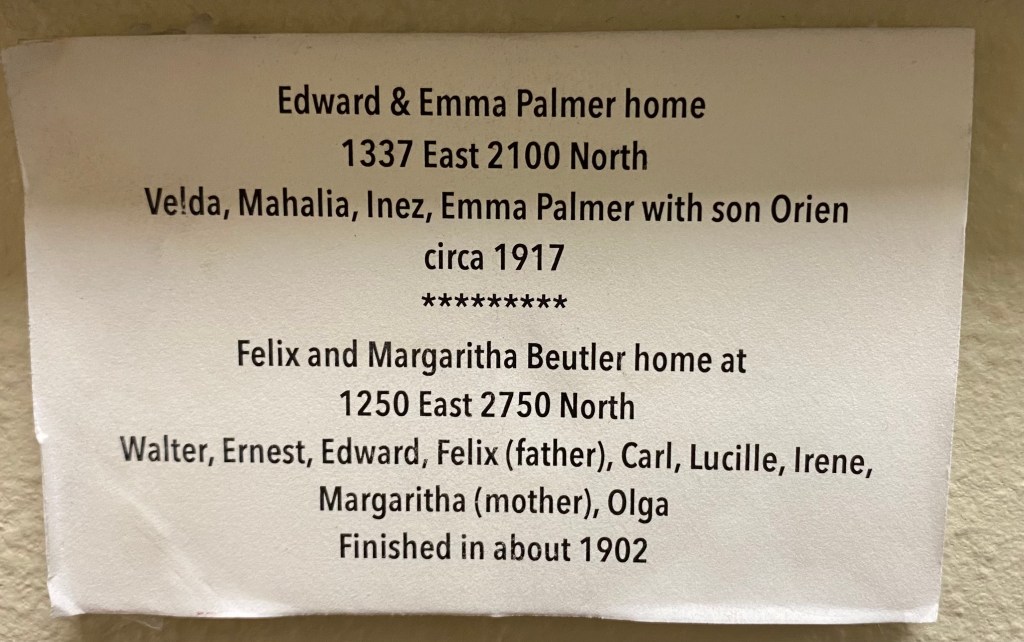 Edward & Emma Palmer home
1337 East 2100 North
Velda, Mahalia, Inez, Emma Palmer with son Orien
circa 1917
*********
Felix and Margaritha Beutler home at
1250 East 2750 North
Walter, Ernest, Edward, Felix (father), Carl, Lucille, Irene,
Margaritha (mother), Olga
Finished in about 1902